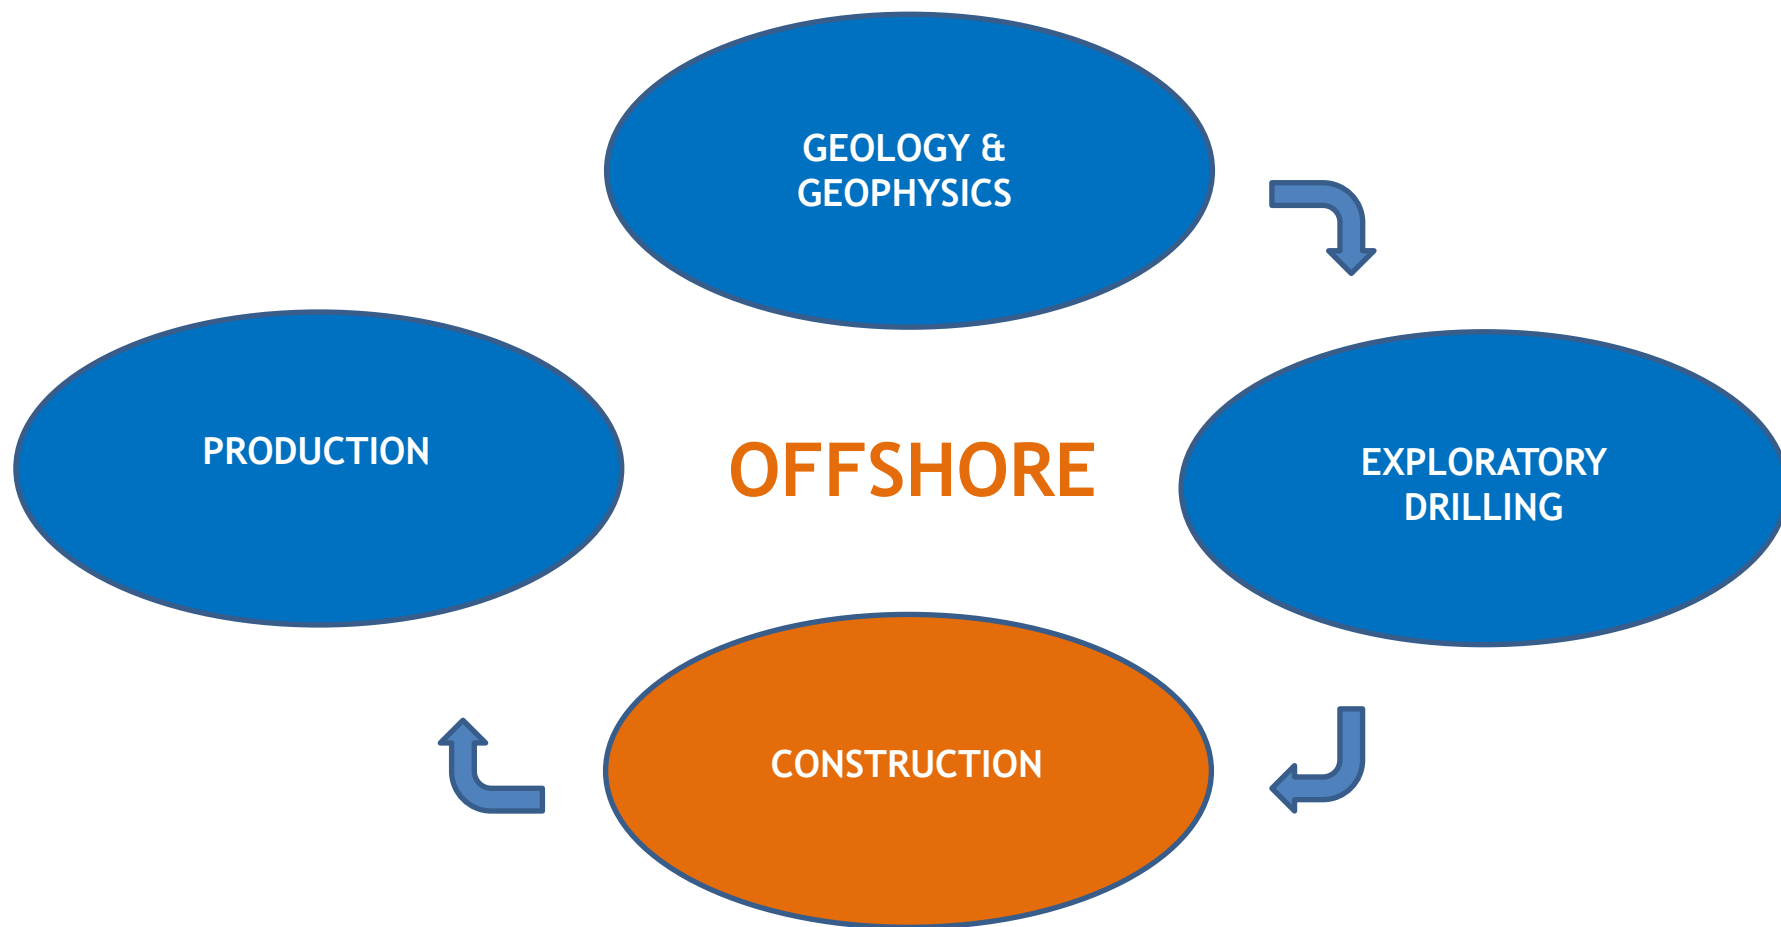 GEOLOGY &
GEOPHYSICS
PRODUCTION
OFFSHORE
EXPLORATORY
DRILLING
CONSTRUCTION